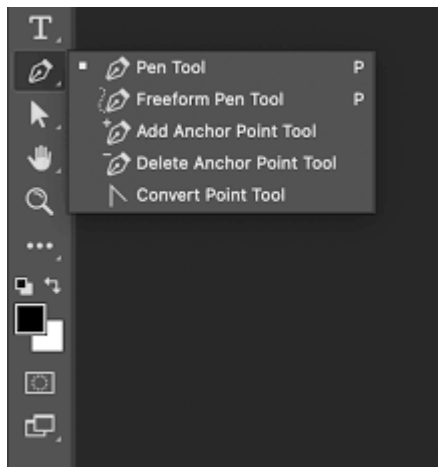 T
Pen Tool P
Freeform Pen Tool P
Add Anchor Point Tool
Delete Anchor Point Tool
Convert Point Tool